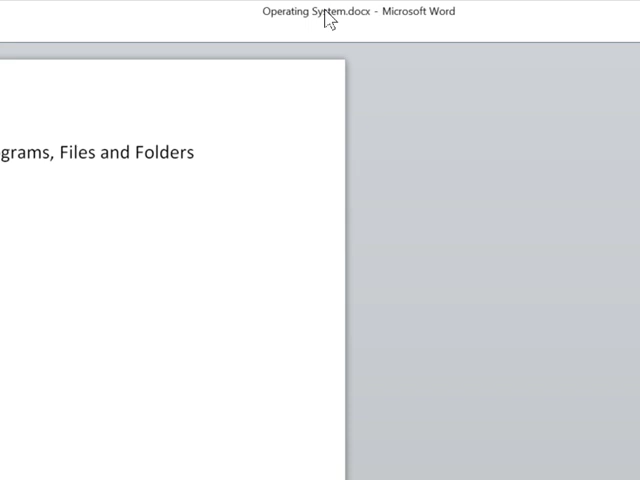 Operating System.docx - Microsoft Word
grams, Files and Folders